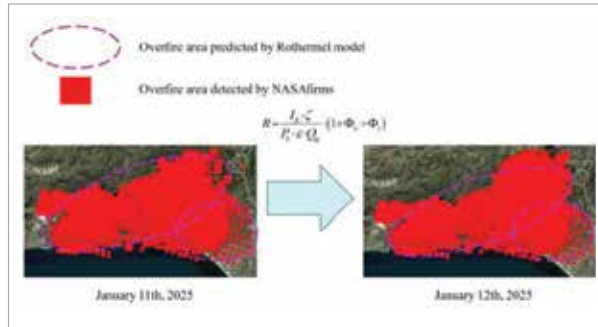 Overfire area predicted by Rothermel model
Overfire area detected by NASAfirms
January 11th, 2025
January 12th, 2025